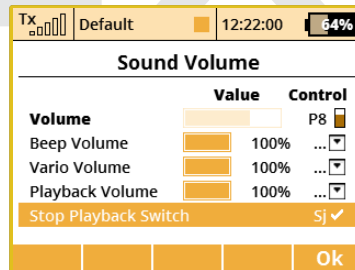 Tx Default 12:22:00 64%
Sound Volume
Value Control
Volume P8
Beep Volume 100% ...
Vario Volume 100% ...
Playback Volume 100% ...
Stop Playback Switch Sj ✓
Ok